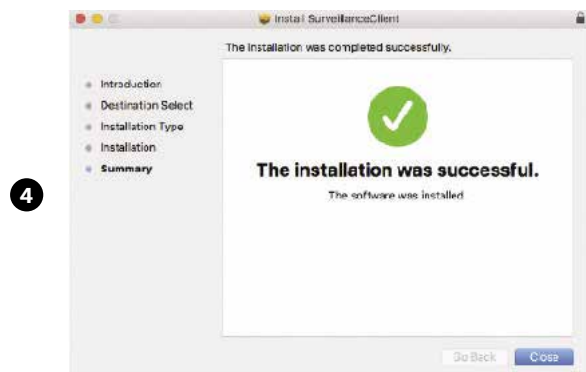 Install SurveillanceClient
The installation was completed successfully.
Introduction
Destination Select
Installation Type
Installation
Summary
The installation was successful.
The software was installed
4
Go Back
Close